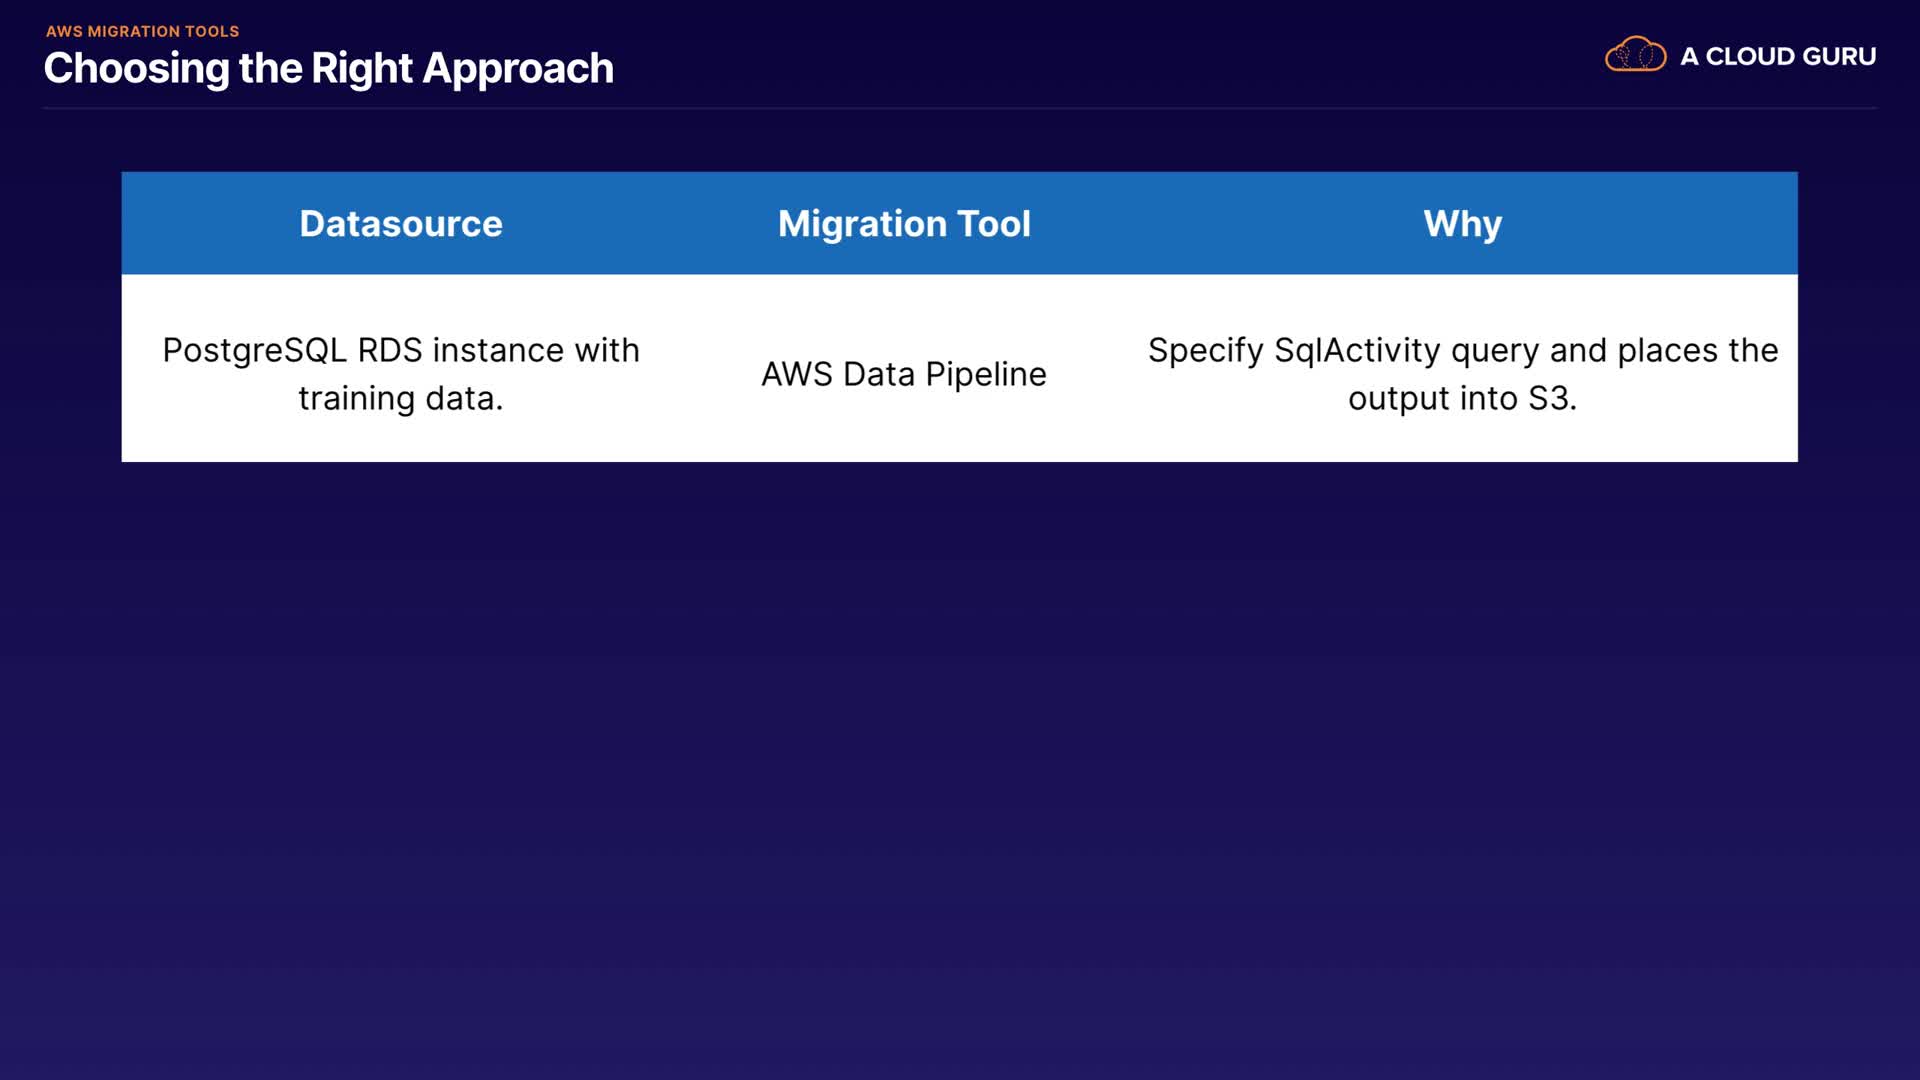 AWS MIGRATION TOOLS
Choosing the Right Approach
A CLOUD GURU
Datasource
Migration Tool
Why
PostgreSQL RDS instance with
training data.
AWS Data Pipeline
Specify SqlActivity query and places the
output into S3.